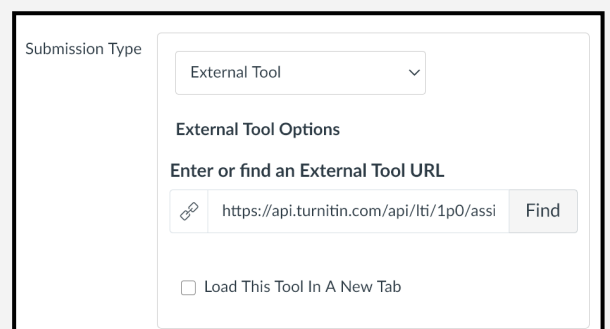 Submission Type
External Tool
External Tool Options
Enter or find an External Tool URL
https://api.turnitin.com/api/lti/1p0/assi Find
Load This Tool In A New Tab